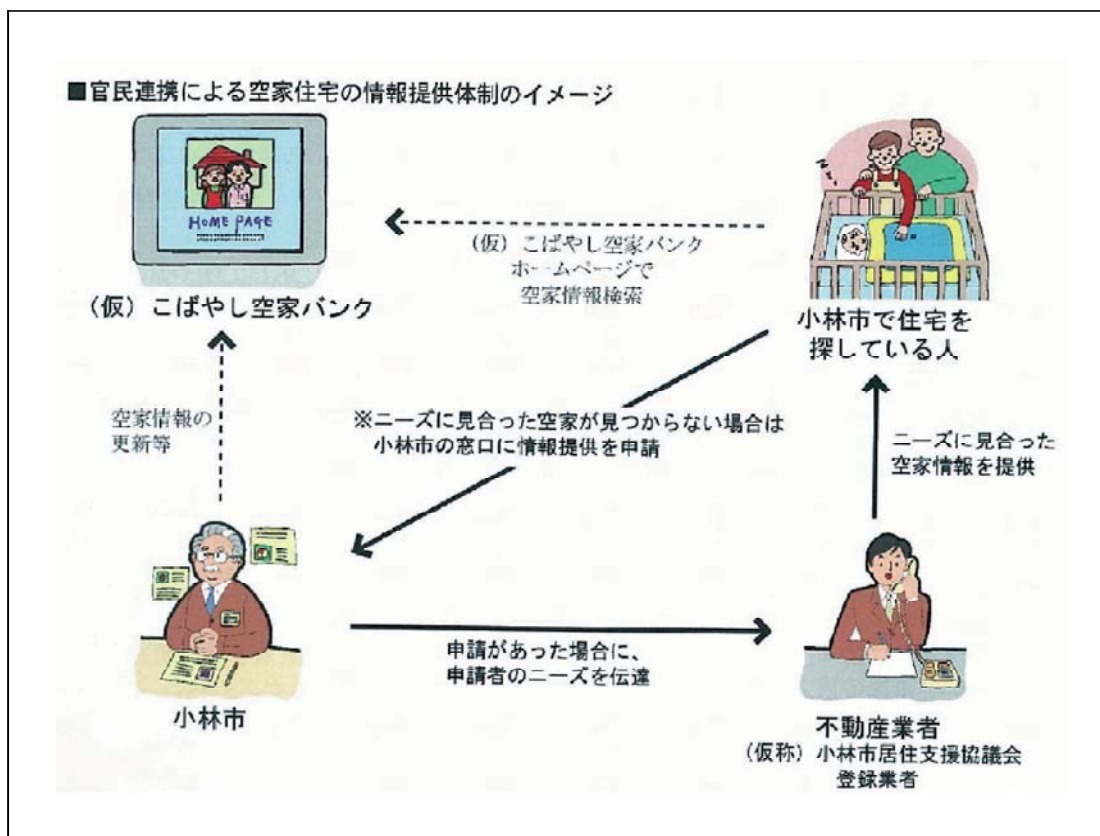 ■官民連携による空家住宅の情報提供体制のイメージ
HOME PAGE
(仮)こばやし空家バンク
(仮)こばやし空家バンク
ホームページで
空家情報検索
小林市で住宅を
探している人
空家情報の
更新等
※ニーズに見合った空家が見つからない場合は
小林市の窓口に情報提供を申請
ニーズに見合った
空家情報を提供
小林市
申請があった場合に、
申請者のニーズを伝達
不動産業者
(仮称)小林市居住支援協議会
登録業者